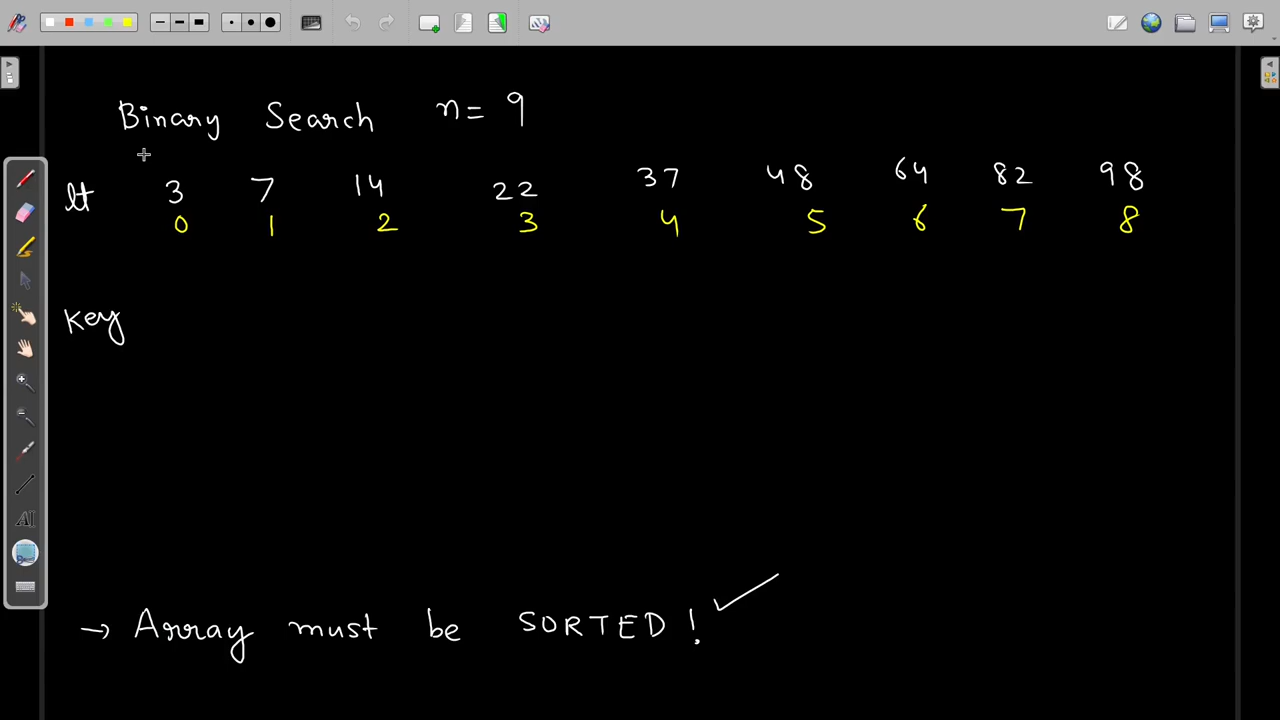 Binary Search n= 9
lt 3 7 14 22 37 48 64 82 98
0 1 2 3 4 5 6 7 8
Key
→ Array must be SORTED! ✓